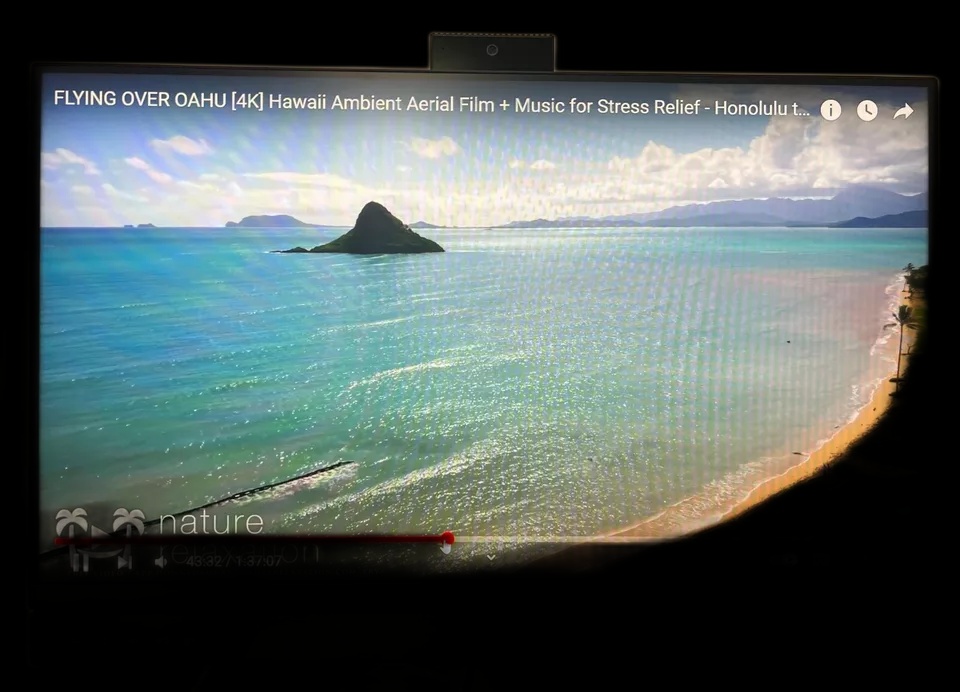 FLYING OVER OAHU [4K] Hawaii Ambient Aerial Film + Music for Stress Relief - Honolulu t...
nature
43:32 / 1:37:07